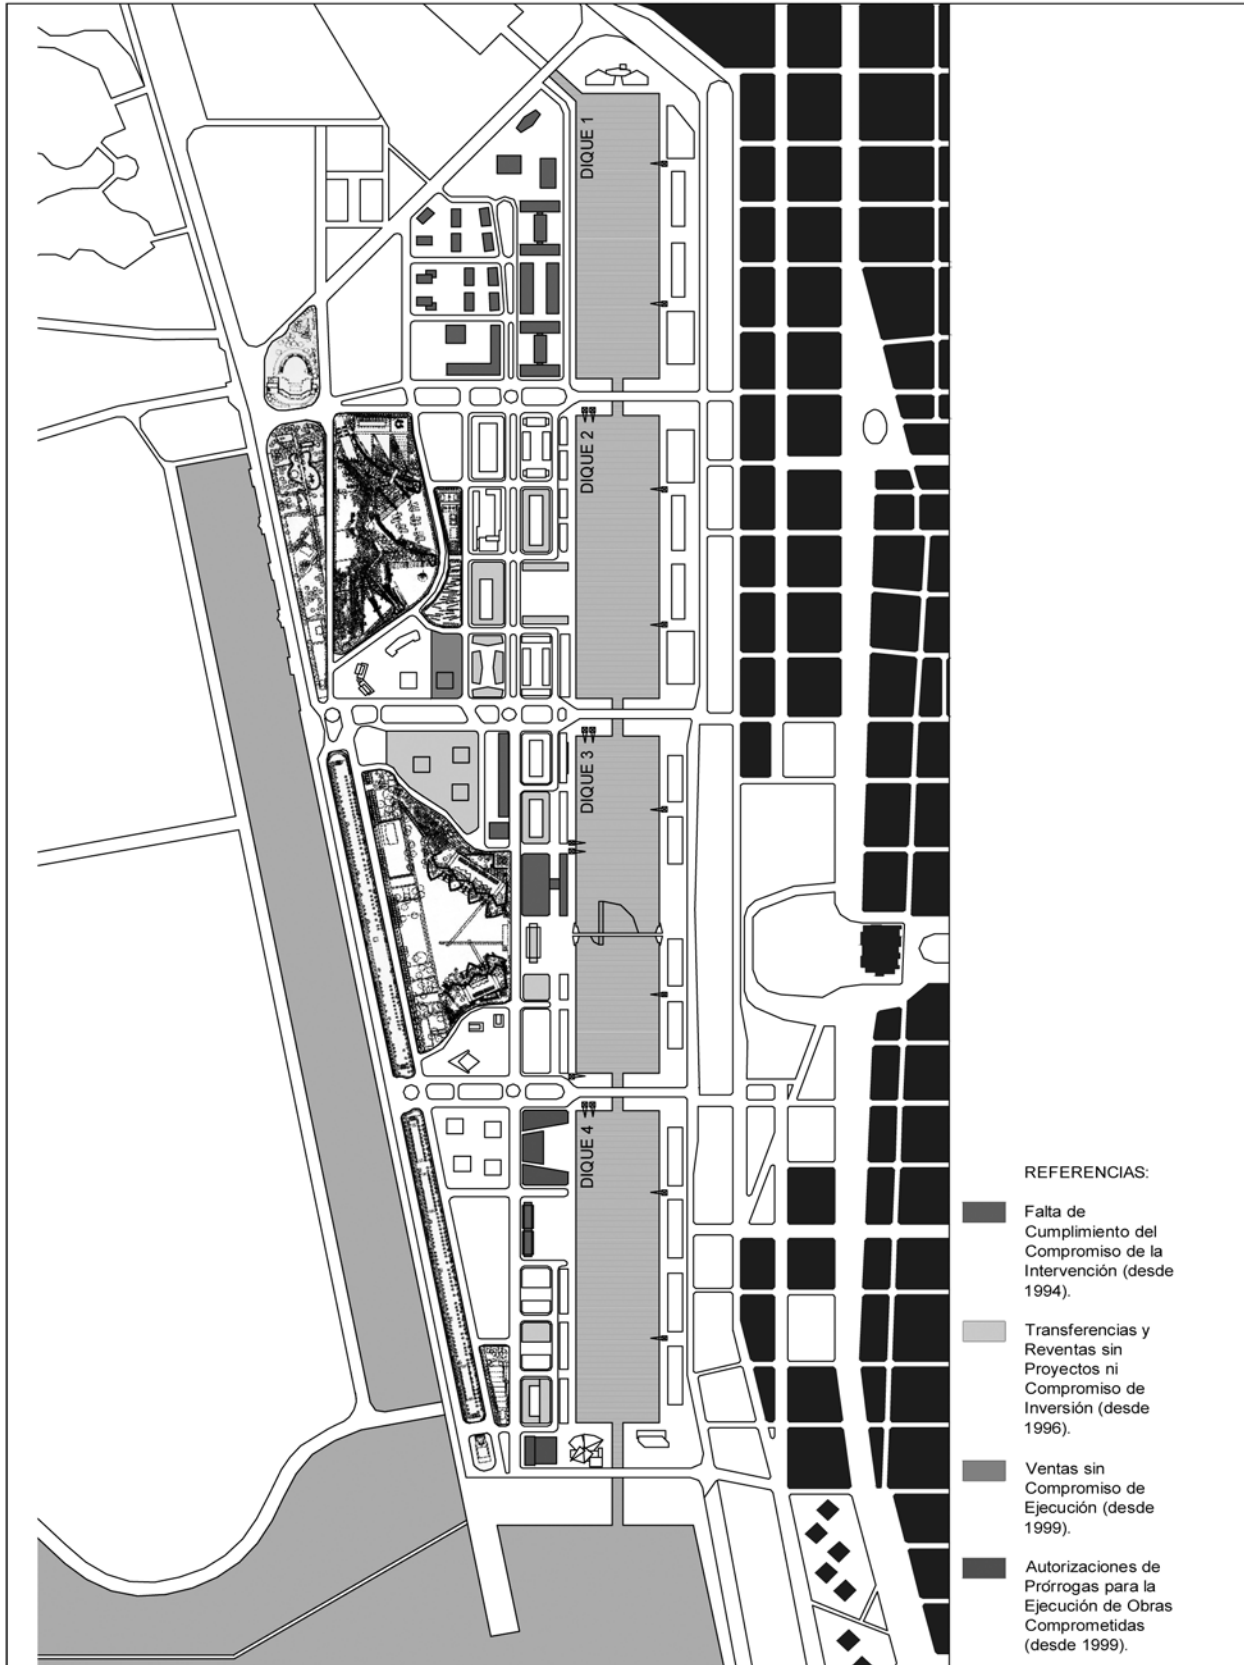 DIQUE 1
DIQUE 2
DIQUE 3
DIQUE 4
REFERENCIAS:
Falta de
Cumplimiento del
Compromiso de la
Intervención (desde
1994).
Transferencias y
Reventas sin
Proyectos ni
Compromiso de
Inversión (desde
1996).
Ventas sin
Compromiso de
Ejecución (desde
1999).
Autorizaciones de
Prórrogas para la
Ejecución de Obras
Comprometidas
(desde 1999).